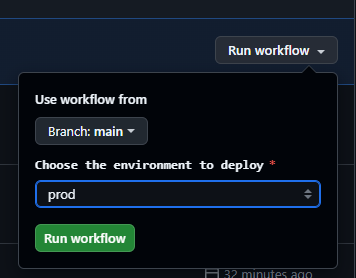 Run workflow
Use workflow from
Branch: main
Choose the environment to deploy *
prod
Run workflow
32 minutes ago